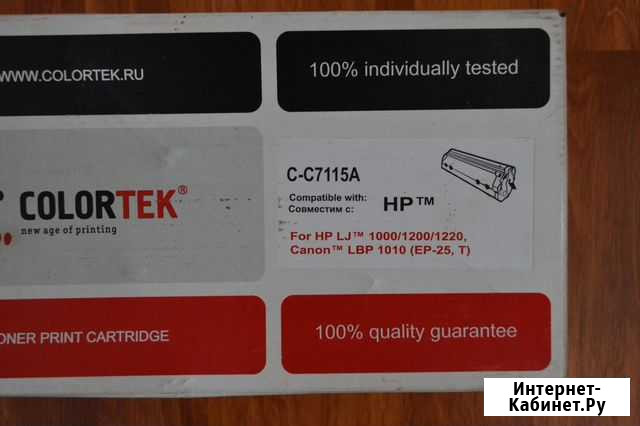 WWW.COLORTEK.RU
100% individually tested
COLORTEK®
new age of printing
C-C7115A
Compatible with:
Совместим с:
HP™
For HP LJ™ 1000/1200/1220,
Canon™ LBP 1010 (EP-25, T)
ONER PRINT CARTRIDGE
100% quality guarantee
Интернет-
Кабинет.Ру